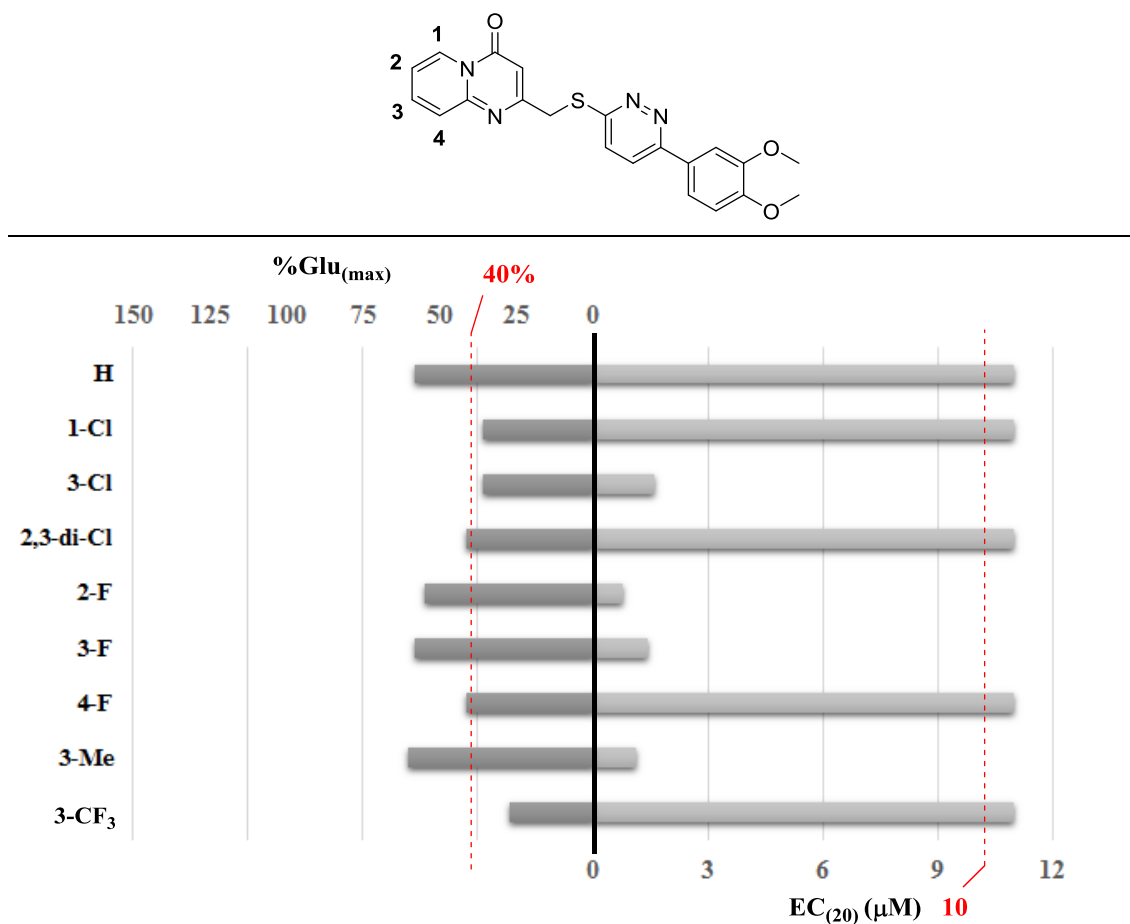 O
1
2
N
3
4
N
S
N
N
O
O
%Glu(max)
40%
150 125 100 75 50 25 0
H
1-Cl
3-Cl
2,3-di-Cl
2-F
3-F
4-F
3-Me
3-CF3
0 3 6 9 12
EC(20) (µM) 10